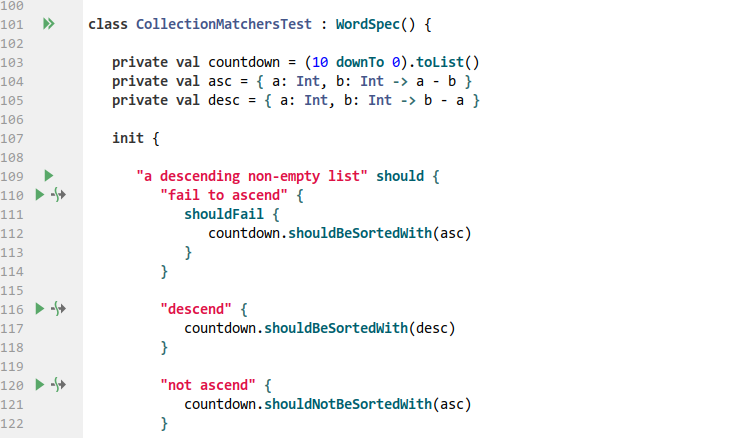 100
101 class CollectionMatchersTest : WordSpec() {
102
103 private val countdown = (10 downTo 0).toList()
104 private val asc = { a: Int, b: Int -> a - b }
105 private val desc = { a: Int, b: Int -> b - a }
106
107 init {
108
109 "a descending non-empty list" should {
110 "fail to ascend" {
111 shouldFail {
112 countdown.shouldBeSortedWith(asc)
113 }
114 }
115
116 "descend" {
117 countdown.shouldBeSortedWith(desc)
118 }
119
120 "not ascend" {
121 countdown.shouldNotBeSortedWith(asc)
122 }